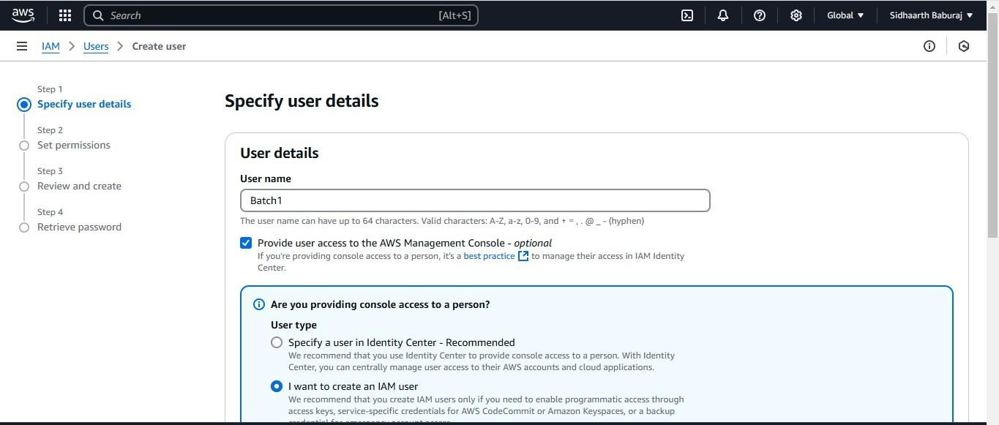 aws
Search
[Alt+S]
Global
Sidhaarth Baburaj
IAM
Users
Create user
Step 1
Specify user details
Step 2
Set permissions
Step 3
Review and create
Step 4
Retrieve password
Specify user details
User details
User name
Batch1
The user name can have up to 64 characters. Valid characters: A-Z, a-z, 0-9, and + = , . @ _ - (hyphen)
Provide user access to the AWS Management Console - optional
If you're providing console access to a person, it's a best practice to manage their access in IAM Identity
Center.
Are you providing console access to a person?
User type
Specify a user in Identity Center - Recommended
We recommend that you use Identity Center to provide console access to a person. With Identity
Center, you can centrally manage user access to their AWS accounts and cloud applications.
I want to create an IAM user
We recommend that you create IAM users only if you need to enable programmatic access through
access keys, service-specific credentials for AWS CodeCommit or Amazon Keyspaces, or a backup